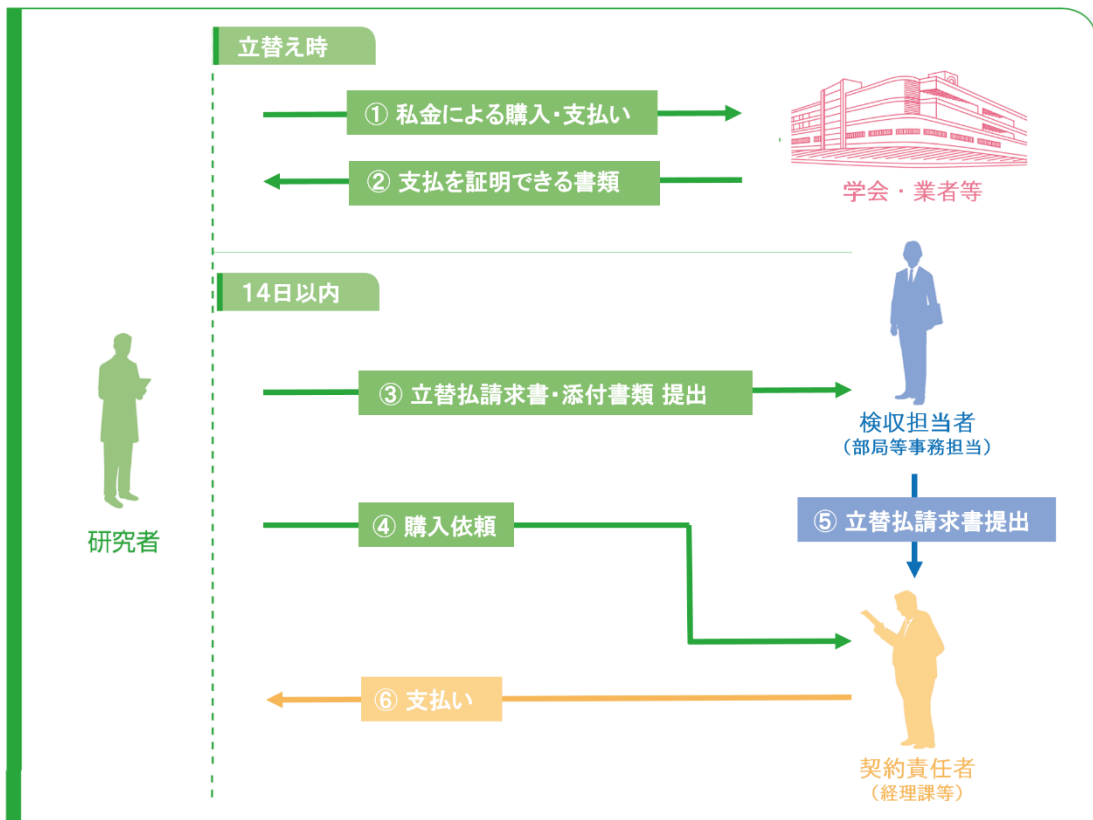 立替え時
① 私金による購入・支払い
② 支払を証明できる書類
学会・業者等
14日以内
③ 立替払請求書・添付書類 提出
検収担当者
（部局等事務担当）
研究者
④ 購入依頼
⑤ 立替払請求書提出
⑥ 支払い
契約責任者
（経理課等）